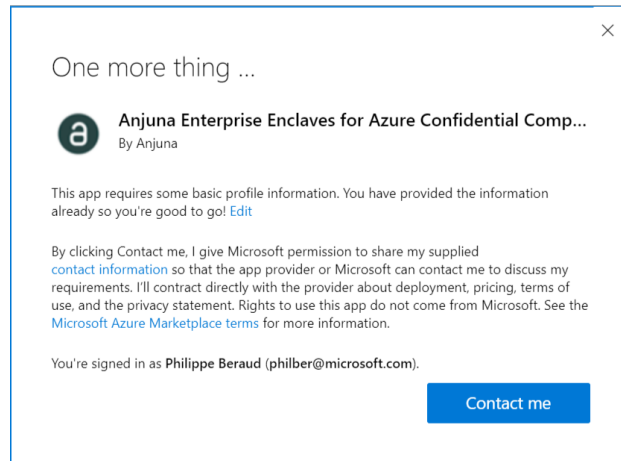 One more thing ...
Anjuna Enterprise Enclaves for Azure Confidential Comp...
By Anjuna
This app requires some basic profile information. You have provided the information
already so you're good to go! Edit
By clicking Contact me, I give Microsoft permission to share my supplied
contact information so that the app provider or Microsoft can contact me to discuss my
requirements. I'll contract directly with the provider about deployment, pricing, terms of
use, and the privacy statement. Rights to use this app do not come from Microsoft. See the
Microsoft Azure Marketplace terms for more information.
You're signed in as Philippe Beraud (philber@microsoft.com).
Contact me